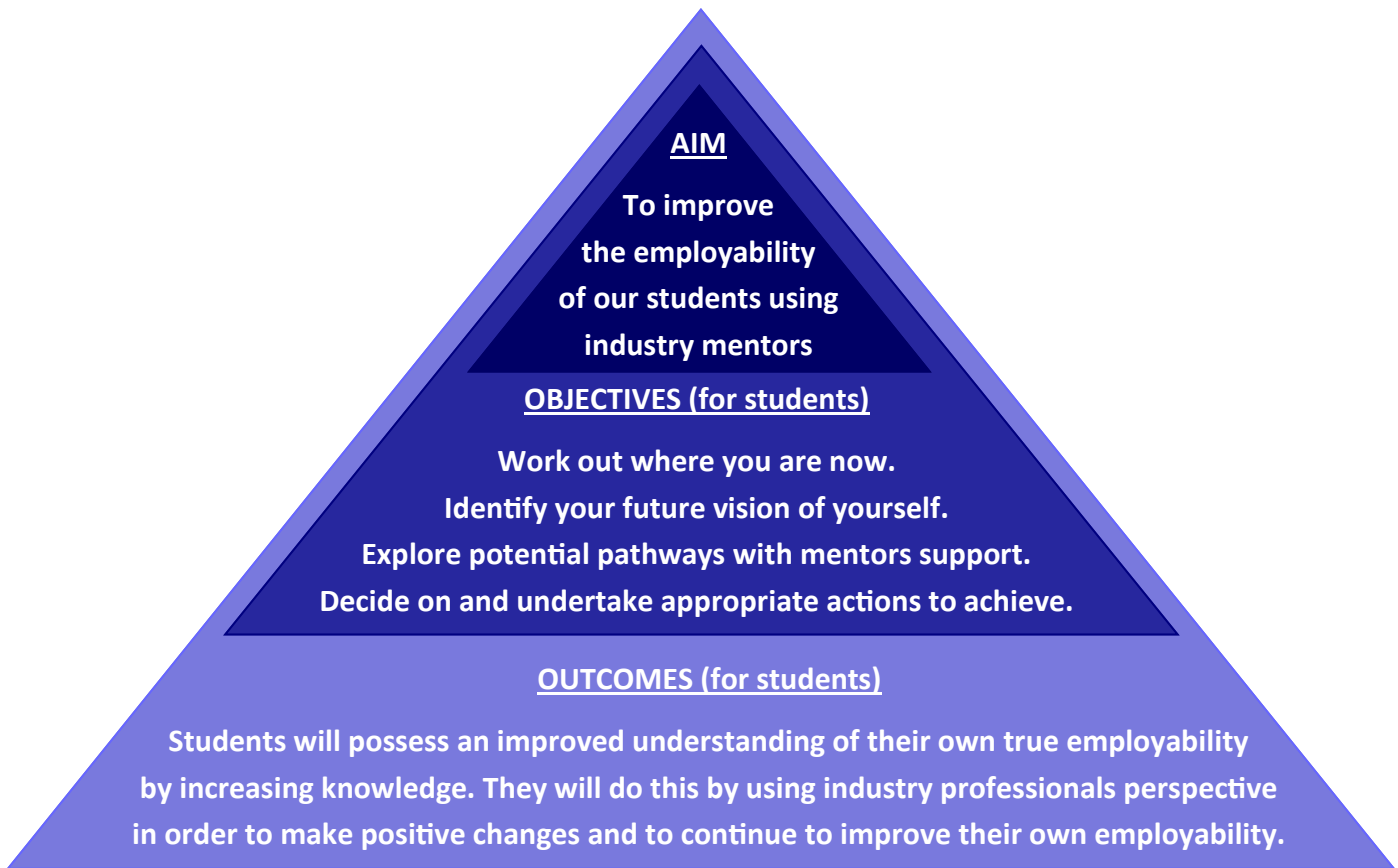 AIM
To improve
the employability
of our students using
industry mentors
OBJECTIVES (for students)
Work out where you are now.
Identify your future vision of yourself.
Explore potential pathways with mentors support.
Decide on and undertake appropriate actions to achieve.
OUTCOMES (for students)
Students will possess an improved understanding of their own true employability
by increasing knowledge. They will do this by using industry professionals perspective
in order to make positive changes and to continue to improve their own employability.